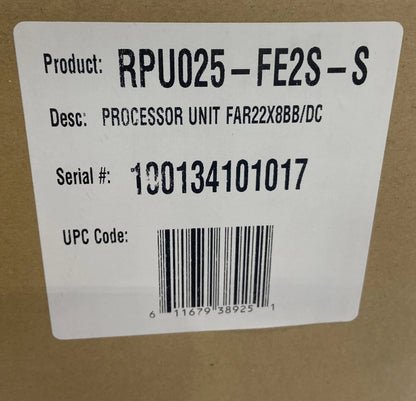 Product: RPU025-FE2S-S
Desc: PROCESSOR UNIT FAR22X8BB/DC
Serial #: 100134101017
UPC Code:
6 11679 38925 1